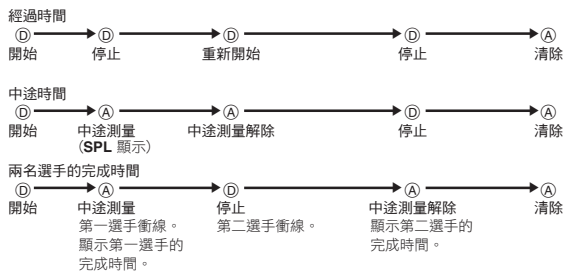 經過時間
Ⓓ Ⓓ Ⓓ Ⓓ Ⓐ
開始 停止 重新開始 停止 清除
中途時間
Ⓓ Ⓐ Ⓐ Ⓓ Ⓐ
開始 中途測量 中途測量解除 停止 清除
（SPL 顯示）
兩名選手的完成時間
Ⓓ Ⓐ Ⓓ Ⓐ Ⓐ
開始 中途測量 停止 中途測量解除 清除
第一選手衝線。 第二選手衝線。 顯示第二選手的
顯示第一選手的 完成時間。
完成時間。